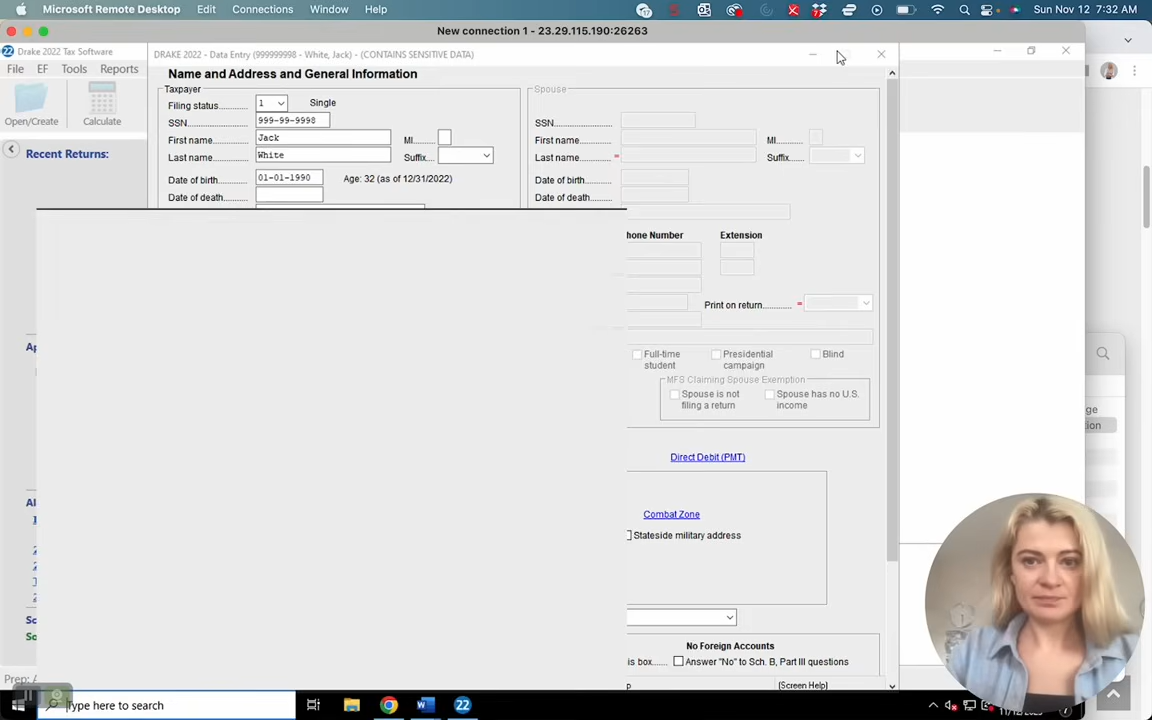 Microsoft Remote Desktop Edit Connections Window Help
17
Sun Nov 12 7:32 AM
New connection 1 - 23.29.115.190:26263
22 Drake 2022 Tax Software
DRAKE 2022 - Data Entry (999999998 - White, Jack) - (CONTAINS SENSITIVE DATA)
File EF Tools Reports
Name and Address and General Information
Taxpayer
Spouse
Filing status 1 Single
SSN 999-99-9998
SSN
Open/Create Calculate
First name Jack MI
First name MI
Last name White Suffix
Last name = Suffix
Recent Returns:
Date of birth 01-01-1990 Age: 32 (as of 12/31/2022)
Date of birth
Date of death
Date of death
hone Number Extension
Print on return =
Full-time student
Presidential campaign
Blind
MFS Claiming Spouse Exemption
Spouse is not filing a return
Spouse has no U.S. income
Direct Debit (PMT)
Combat Zone
Stateside military address
No Foreign Accounts
is box Answer "No" to Sch. B, Part III questions
[Screen Help]
Type here to search
22